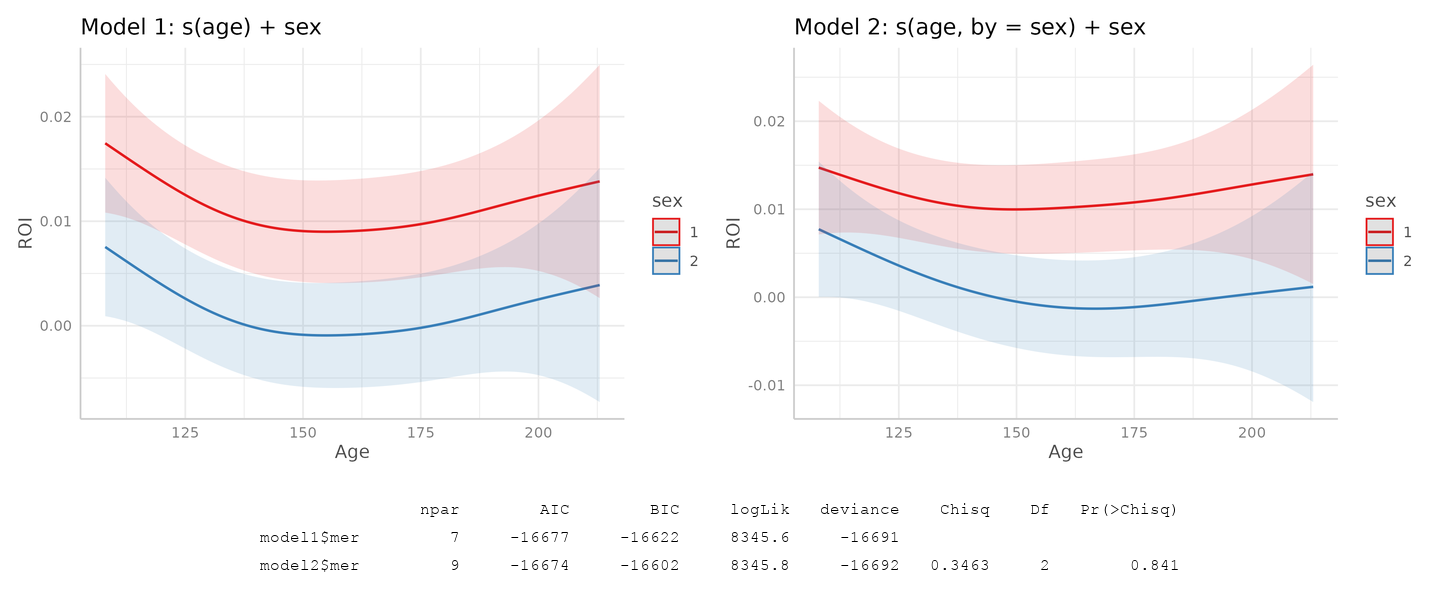 Model 1: s(age) + sex
0.02
0.01
0.00
ROI
125 150 175 200
Age
sex
1
2
Model 2: s(age, by = sex) + sex
0.02
0.01
0.00
-0.01
ROI
125 150 175 200
Age
sex
1
2
npar AIC BIC logLik deviance Chisq Df Pr(>Chisq)
model1$mer 7 -16677 -16622 8345.6 -16691
model2$mer 9 -16674 -16602 8345.8 -16692 0.3463 2 0.841